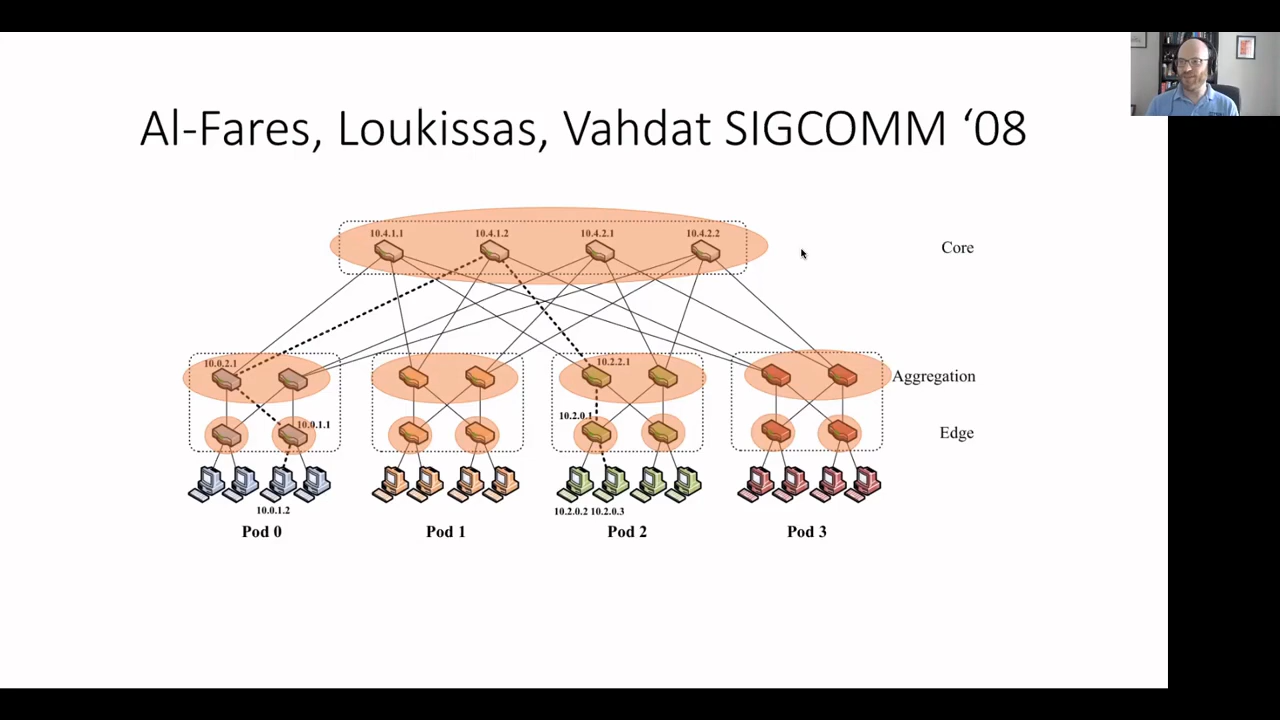 Al-Fares, Loukissas, Vahdat SIGCOMM ‘08
10.4.1.1 10.4.1.2 10.4.2.1 10.4.2.2
Core
10.0.2.1 10.2.2.1
Aggregation
10.0.1.1 10.2.0.1
Edge
10.0.1.2 10.2.0.2 10.2.0.3
Pod 0 Pod 1 Pod 2 Pod 3